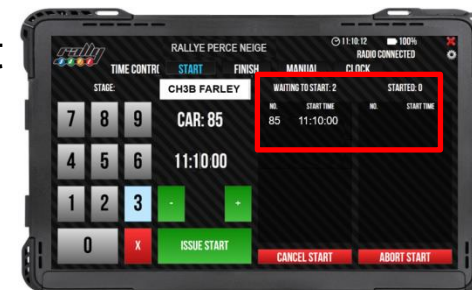 :
rally
RALLYE PERCE NEIGE
11:10:12 100%
RADIO CONNECTED
TIME CONTR( START FINISH MANUAL CLOCK
STAGE: CH3B FARLEY
WAITING TO START: 2 STARTED: 0
NO. START TIME NO. START TIME
85 11:10:00
7 8 9
CAR: 85
4 5 6
11:10:00
1 2 3 - +
0 X ISSUE START
CANCEL START ABORT START